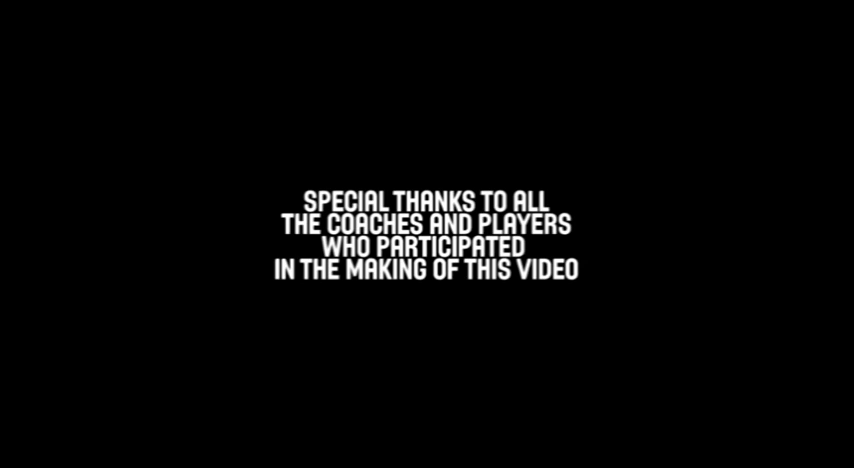 SPECIAL THANKS TO ALL
THE COACHES AND PLAYERS
WHO PARTICIPATED
IN THE MAKING OF THIS VIDEO